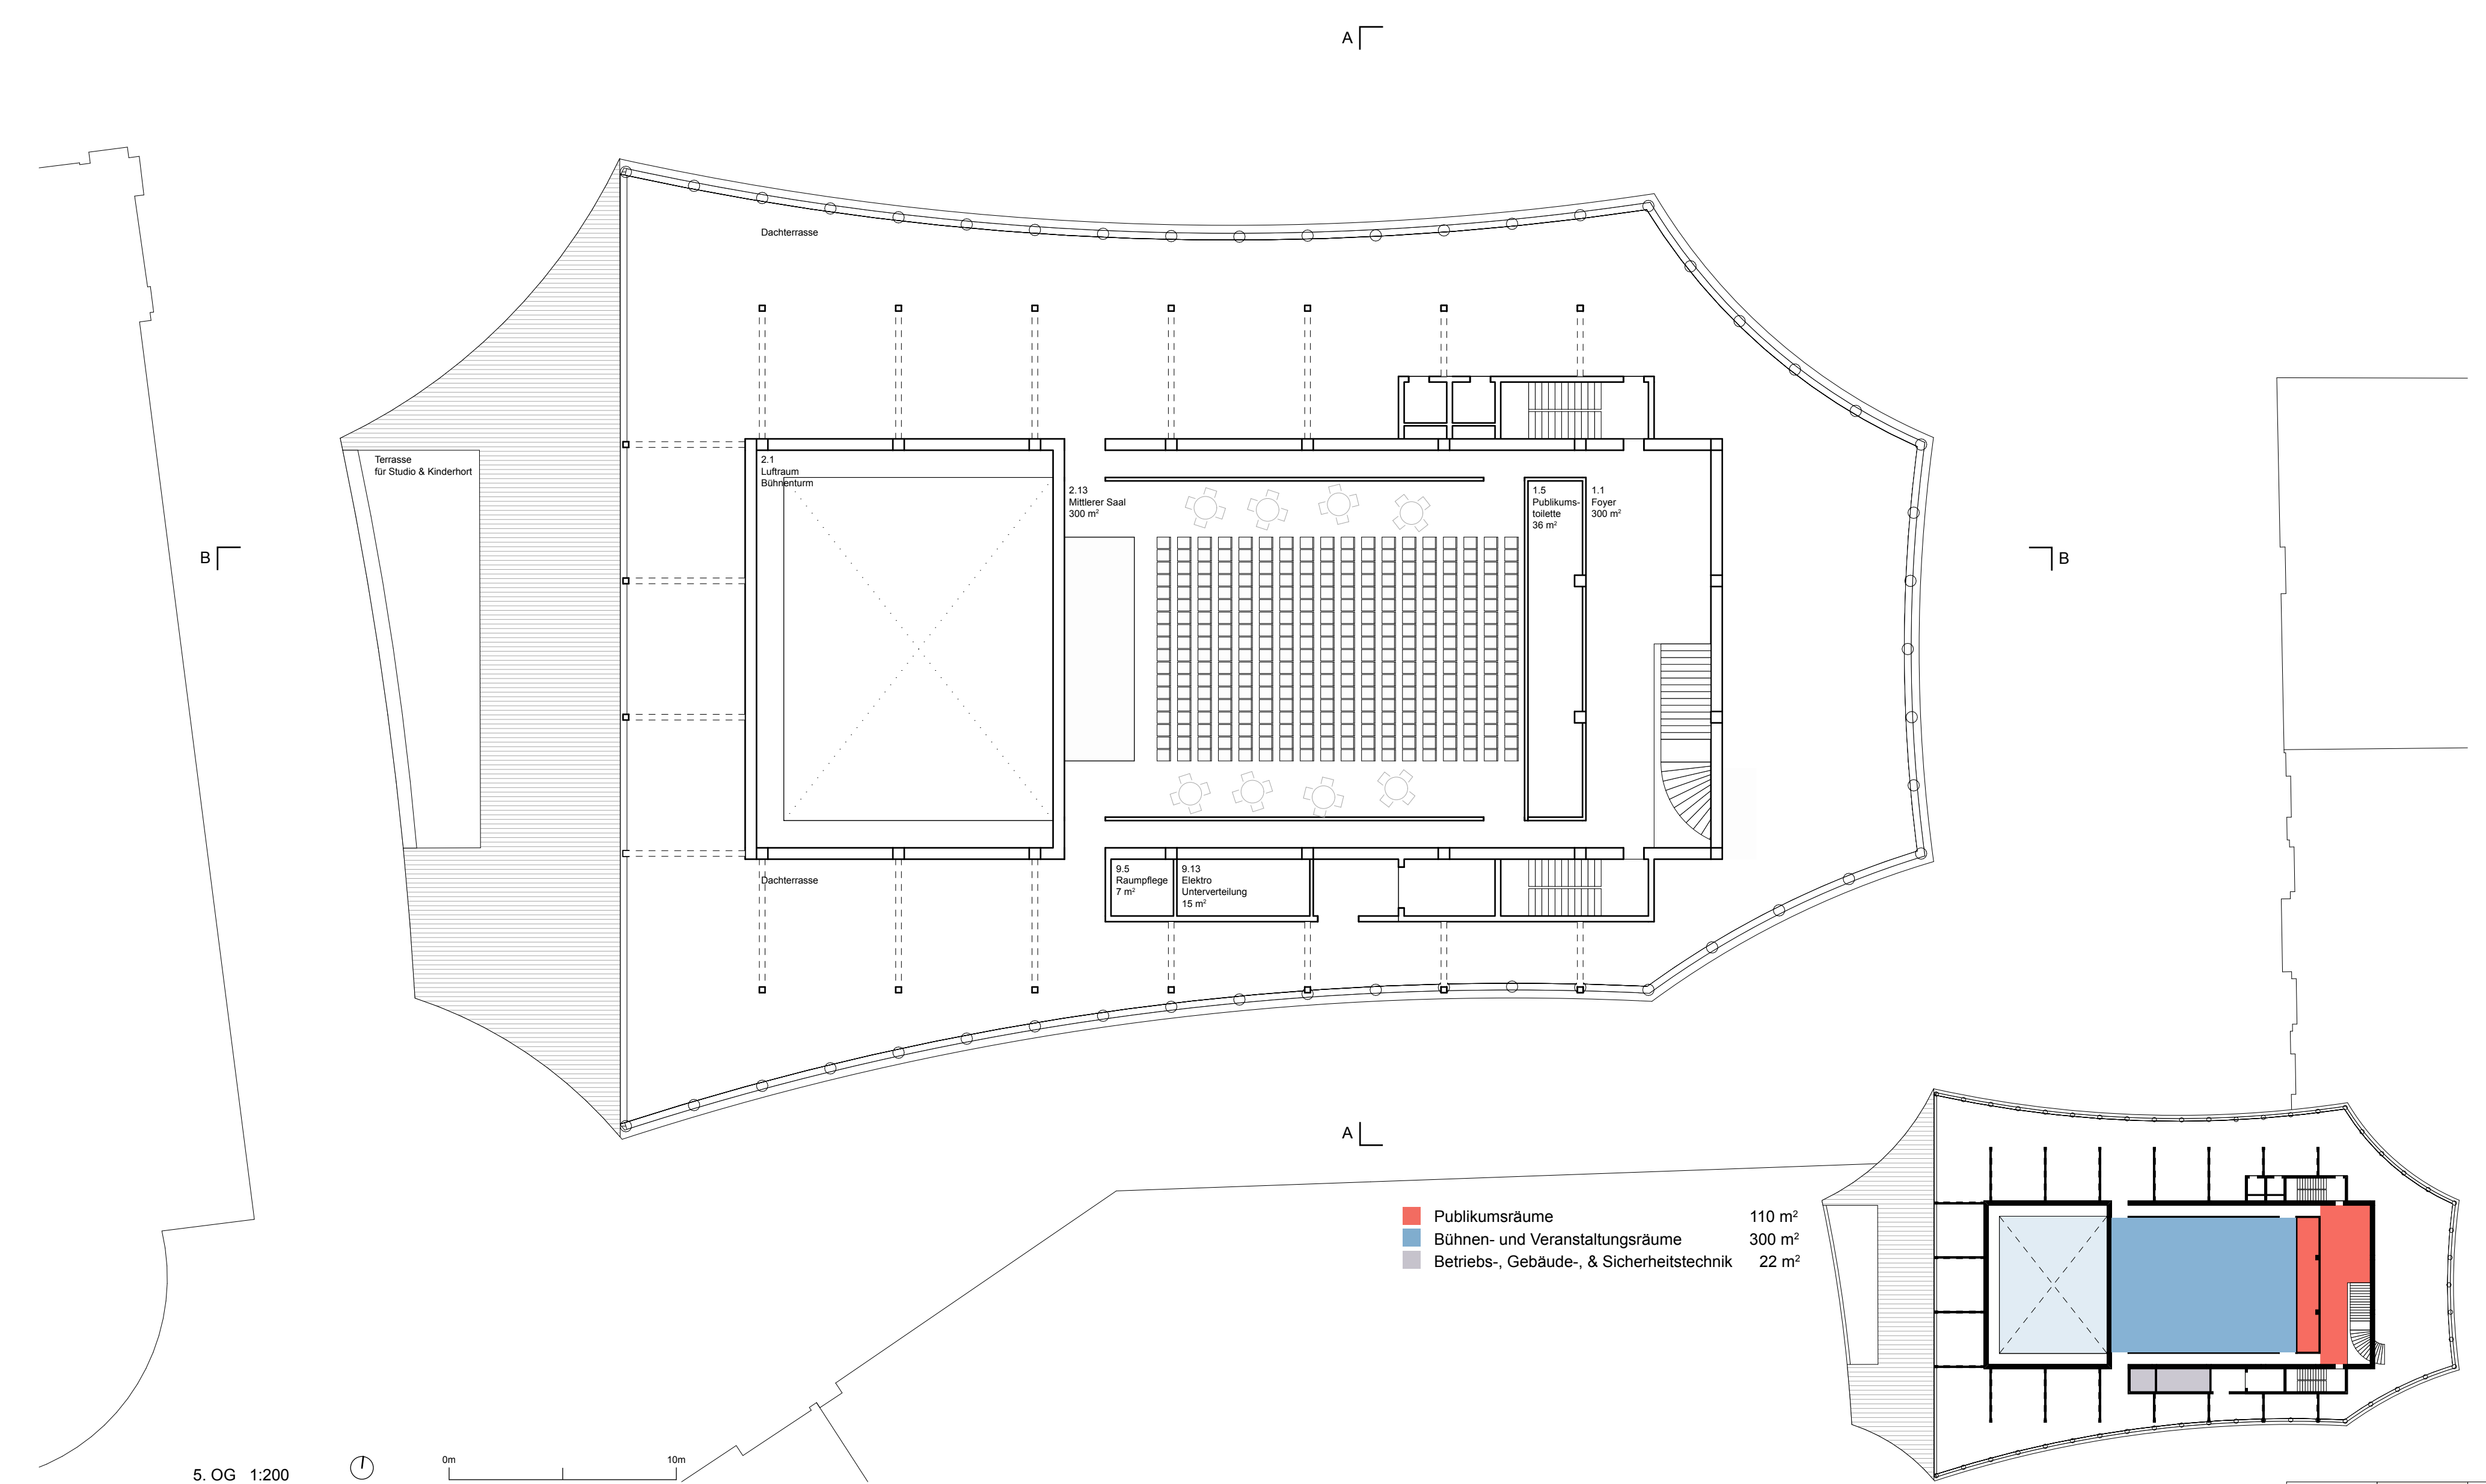 A
Dachterrasse
Terrasse
für Studio & Kinderhort
2.1
Luftraum
Bühnenturm
2.13
Mittlerer Saal
300 m²
1.5
Publikums-
toilette
36 m²
1.1
Foyer
300 m²
B
B
9.5
Raumpflege
7 m²
9.13
Elektro
Unterverteilung
15 m²
Dachterrasse
A
Publikumsräume 110 m²
Bühnen- und Veranstaltungsräume 300 m²
Betriebs-, Gebäude-, & Sicherheitstechnik 22 m²
0m 10m
5. OG 1:200